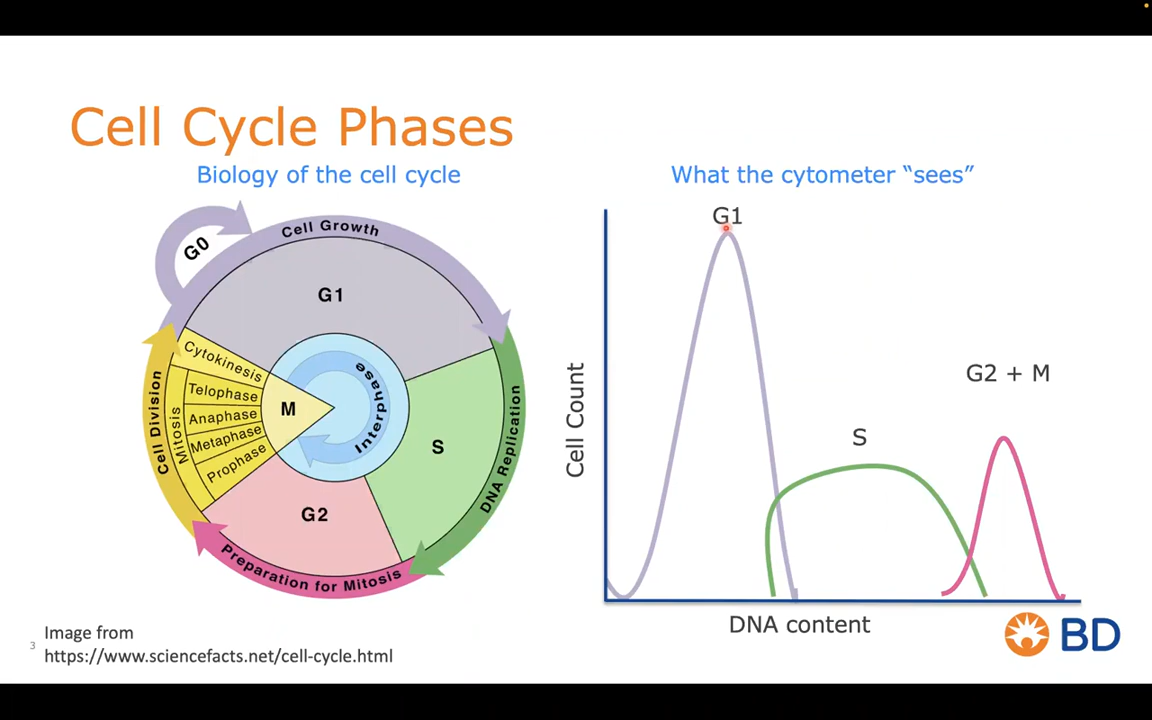 Cell Cycle Phases
Biology of the cell cycle
G0
Cell Growth
G1
Cytokinesis
Telophase
Anaphase
Metaphase
Prophase
Mitosis
Cell Division
M
Interphase
S
DNA Replication
G2
Preparation for Mitosis
What the cytometer “sees”
G1
G2 + M
S
Cell Count
DNA content
Image from
https://www.sciencefacts.net/cell-cycle.html
3
BD